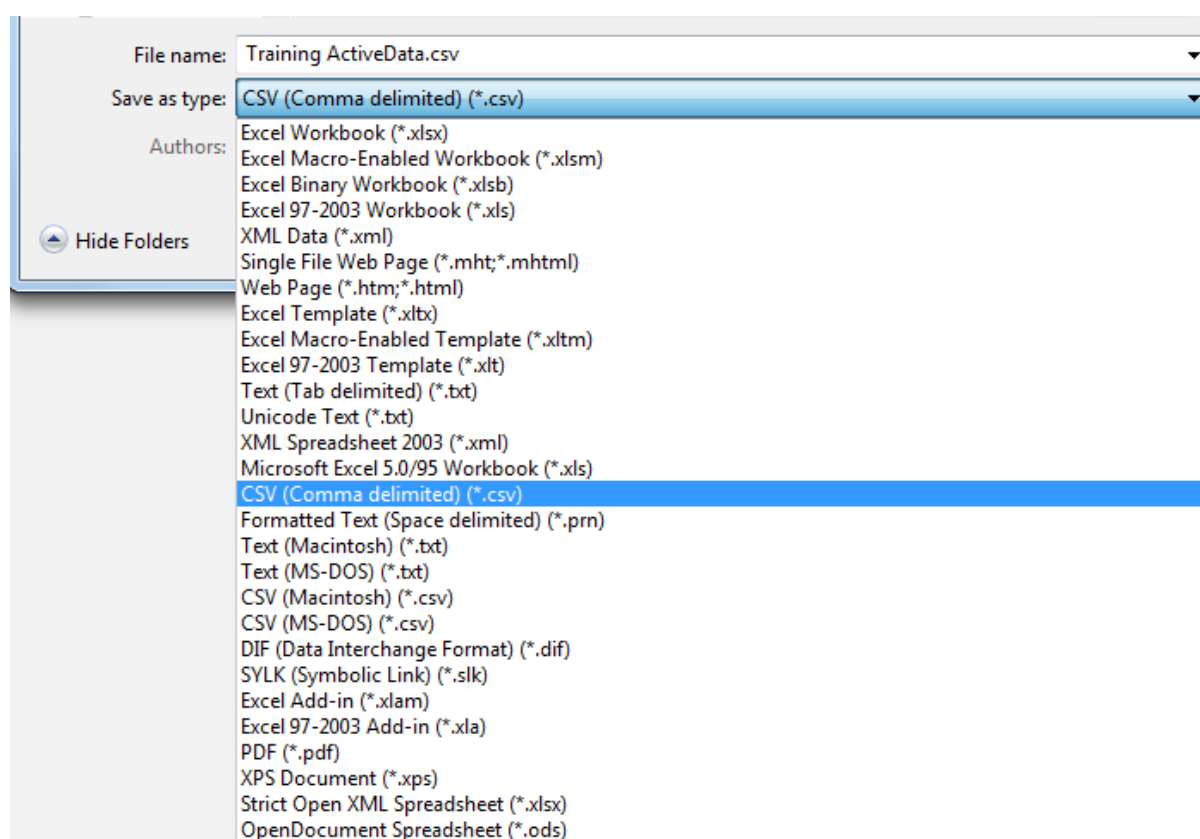 File name: Training ActiveData.csv
Save as type: CSV (Comma delimited) (*.csv)
Authors:
Hide Folders
Excel Workbook (*.xlsx)
Excel Macro-Enabled Workbook (*.xlsm)
Excel Binary Workbook (*.xlsb)
Excel 97-2003 Workbook (*.xls)
XML Data (*.xml)
Single File Web Page (*.mht;*.mhtml)
Web Page (*.htm;*.html)
Excel Template (*.xltx)
Excel Macro-Enabled Template (*.xltm)
Excel 97-2003 Template (*.xlt)
Text (Tab delimited) (*.txt)
Unicode Text (*.txt)
XML Spreadsheet 2003 (*.xml)
Microsoft Excel 5.0/95 Workbook (*.xls)
CSV (Comma delimited) (*.csv)
Formatted Text (Space delimited) (*.prn)
Text (Macintosh) (*.txt)
Text (MS-DOS) (*.txt)
CSV (Macintosh) (*.csv)
CSV (MS-DOS) (*.csv)
DIF (Data Interchange Format) (*.dif)
SYLK (Symbolic Link) (*.slk)
Excel Add-in (*.xlam)
Excel 97-2003 Add-in (*.xla)
PDF (*.pdf)
XPS Document (*.xps)
Strict Open XML Spreadsheet (*.xlsx)
OpenDocument Spreadsheet (*.ods)